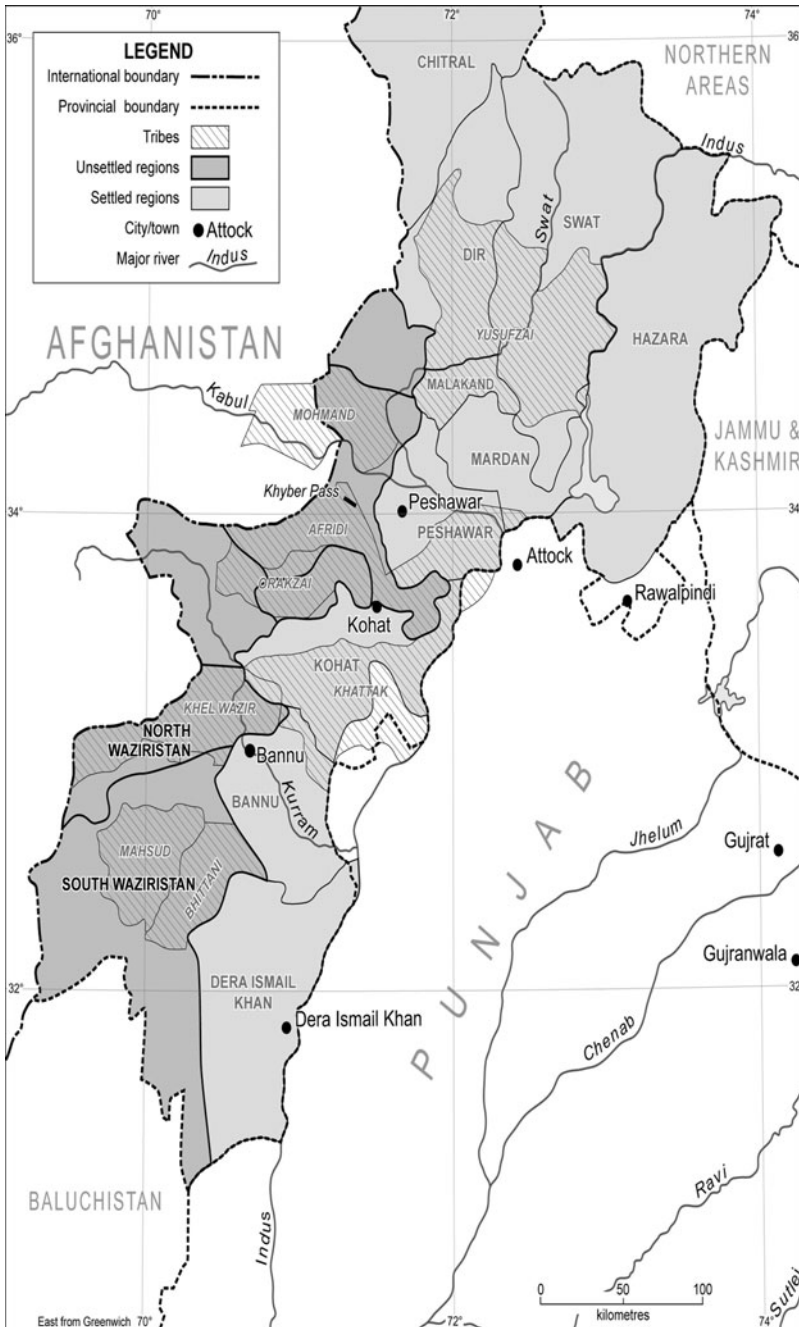 70°
72°
74°
36°
36°
LEGEND
International boundary
Provincial boundary
Tribes
Unsettled regions
Settled regions
City/town Attock
Major river Indus
CHITRAL
NORTHERN
AREAS
Indus
Swat
SWAT
DIR
YUSUFZAI
HAZARA
AFGHANISTAN
Kabul
MALAKAND
MOHMAND
JAMMU &
KASHMIR
MARDAN
Khyber Pass
Peshawar
34°
34°
AFRIDI
PESHAWAR
Attock
ORAKZAI
Rawalpindi
Kohat
KOHAT
KHATTAK
KHEL WAZIR
NORTH
WAZIRISTAN
Bannu
BANNU
Kurram
PUNJAB
Jhelum
Gujrat
MAHSUD
SOUTH WAZIRISTAN
BHITTANI
Gujranwala
32°
32°
DERA ISMAIL
KHAN
Dera Ismail Khan
Chenab
BALUCHISTAN
Ravi
Indus
Sutlej
0 50 100
kilometres
East from Greenwich 70°
72°
74°